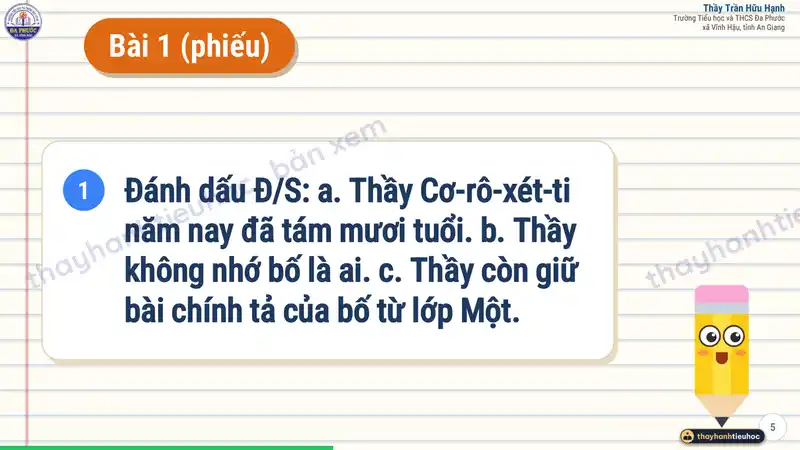 Thầy Trần Hữu Hạnh
Trường Tiểu học và THCS Đa Phước
xã Vĩnh Hậu, tỉnh An Giang
ĐA PHƯỚC
Bài 1 (phiếu)
1
Đánh dấu Đ/S: a. Thầy Cơ-rô-xét-ti
năm nay đã tám mươi tuổi. b. Thầy
không nhớ bố là ai. c. Thầy còn giữ
bài chính tả của bố từ lớp Một.
thayhanhtieuhoc
5